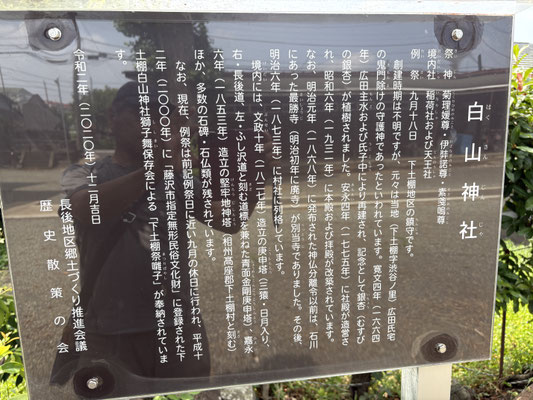 白山神社
はくさんじんじゃ
祭神 菊理媛尊・伊弉諾尊・素戔嗚尊
境内社 稲荷社および天王社
例祭 九月十八日 下土棚地区の鎮守です。
創建時期は不明ですが、元々は当地（下土棚字渋谷ノ里）広田氏宅
の鬼門除けの守護神であったといわれています。寛文四年（一六六四
年）広田主水および氏子中により再建され、記念として銀杏（むすび
の銀杏）が植樹されました。安永四年（一七七五年）に社殿が造営さ
れ、昭和六年（一九三一年）に本殿および拝殿が改築されています。
なお、明治元年（一八六八年）に発布された神仏分離令以前は、石川
にあった最勝寺（明治初年に廃寺）が別当寺でありました。その後、
明治六年（一八七三年）に村社に列格しています。
境内には、文政十年（一八二七年）造立の庚申塔（三猿・日月入り、
右・長後道、左・ふじ沢道と刻む道標を兼ねた青面金剛庚申塔）嘉永
六年（一八五三年）造立の堅牢地神塔（相州高座郡下土棚村と刻む）
ほか、多数の石碑・石仏類が残されています。
なお、現在、例祭は前記例祭日に近い九月の休日に行われ、平成十
二年（二〇〇〇年）に「藤沢市指定無形民俗文化財」に登録された下
土棚白山神社獅子舞保存会による「下土棚祭囃子」が奉納されていま
す。
令和二年（二〇二〇年）十二月吉日
長後地区郷土づくり推進会議
歴史散策の会